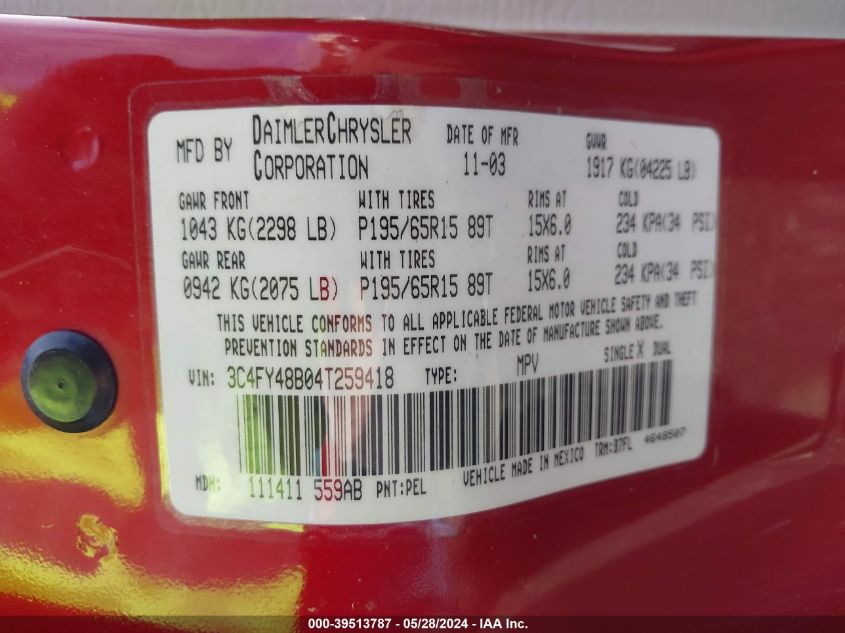 MFD BY DAIMLERCHRYSLER CORPORATION DATE OF MFR 11-03 GVWR 1917 KG(04225 LB)
GAWR FRONT WITH TIRES RIMS AT COLD
1043 KG(2298 LB) P195/65R15 89T 15X6.0 234 KPA(34 PSI)
GAWR REAR WITH TIRES RIMS AT COLD
0942 KG(2075 LB) P195/65R15 89T 15X6.0 234 KPA(34 PSI)
THIS VEHICLE CONFORMS TO ALL APPLICABLE FEDERAL MOTOR VEHICLE SAFETY AND THEFT
PREVENTION STANDARDS IN EFFECT ON THE DATE OF MANUFACTURE SHOWN ABOVE.
VIN: 3C4FY48B04T259418 TYPE: MPV SINGLE X DUAL
MDH: 111411 559AB PNT:PEL VEHICLE MADE IN MEXICO TRM:B7FL 4648507
000-39513787 - 05/28/2024 - IAA Inc.